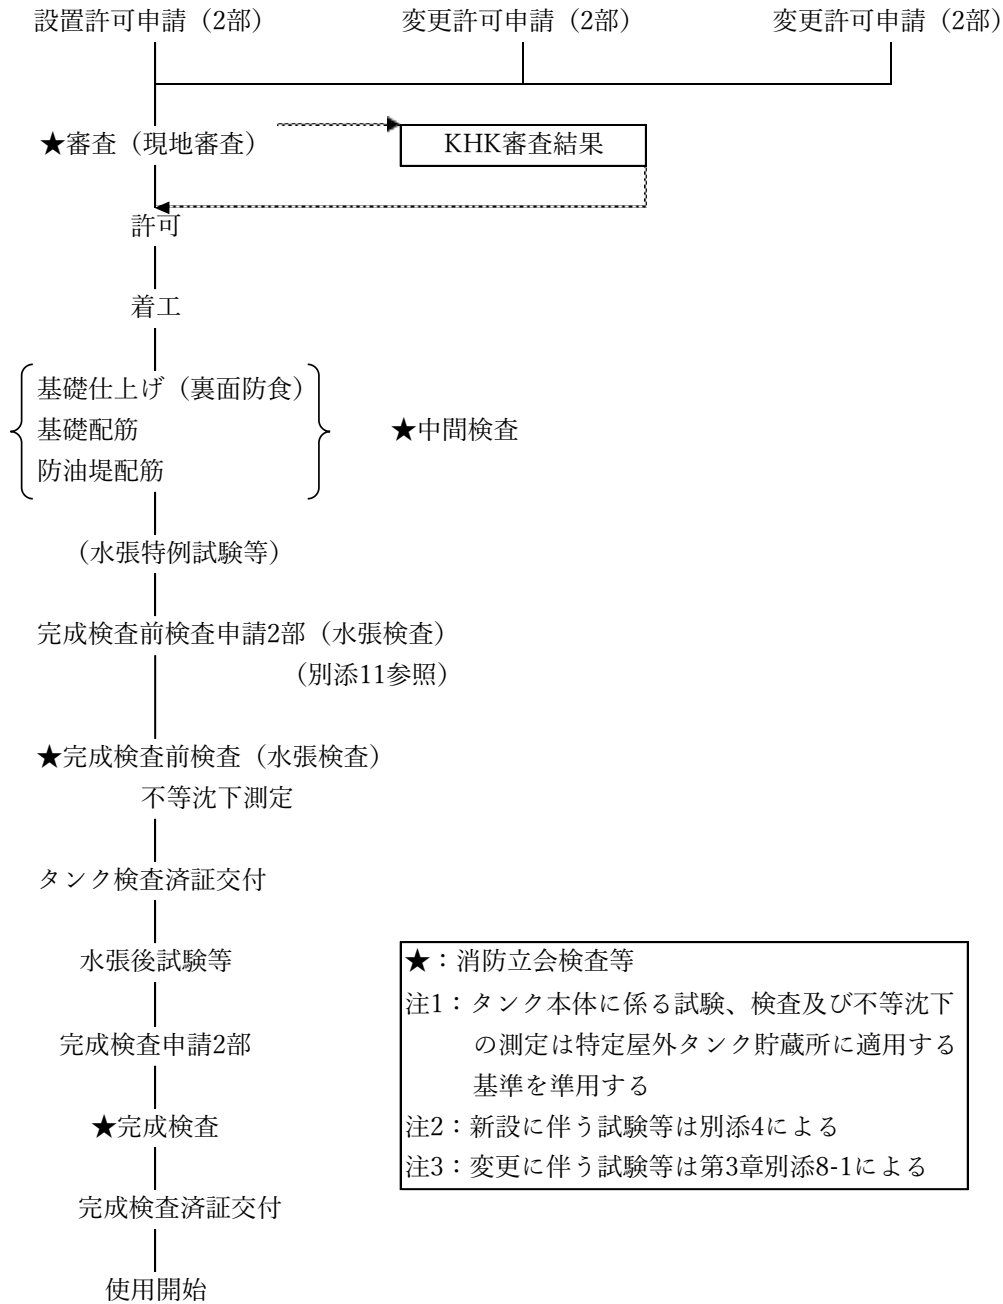 設置許可申請（2部）　変更許可申請（2部）　変更許可申請（2部）
★審査（現地審査）　KHK審査結果
許可
着工
基礎仕上げ（裏面防食）
基礎配筋　★中間検査
防油堤配筋
（水張特例試験等）
完成検査前検査申請2部（水張検査）
（別添11参照）
★完成検査前検査（水張検査）
不等沈下測定
タンク検査済証交付
水張後試験等
完成検査申請2部
★完成検査
完成検査済証交付
使用開始
★：消防立会検査等
注1：タンク本体に係る試験、検査及び不等沈下
の測定は特定屋外タンク貯蔵所に適用する
基準を準用する
注2：新設に伴う試験等は別添4による
注3：変更に伴う試験等は第3章別添8-1による